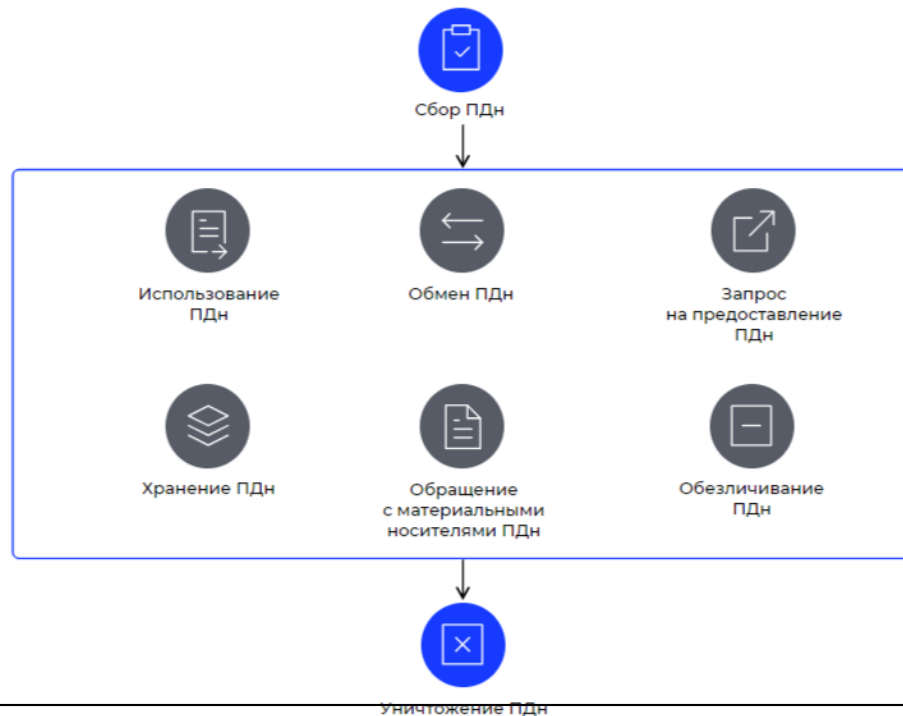 Сбор ПДн
Использование
ПДн
Обмен ПДн
Запрос
на предоставление
ПДн
Хранение ПДн
Обращение
с материальными
носителями ПДн
Обезличивание
ПДн
Уничтожение ПДн